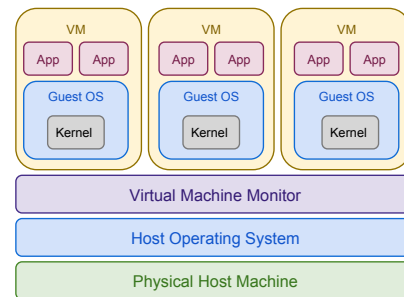 VM VM VM
App App App App App App
Guest OS Guest OS Guest OS
Kernel Kernel Kernel
Virtual Machine Monitor
Host Operating System
Physical Host Machine